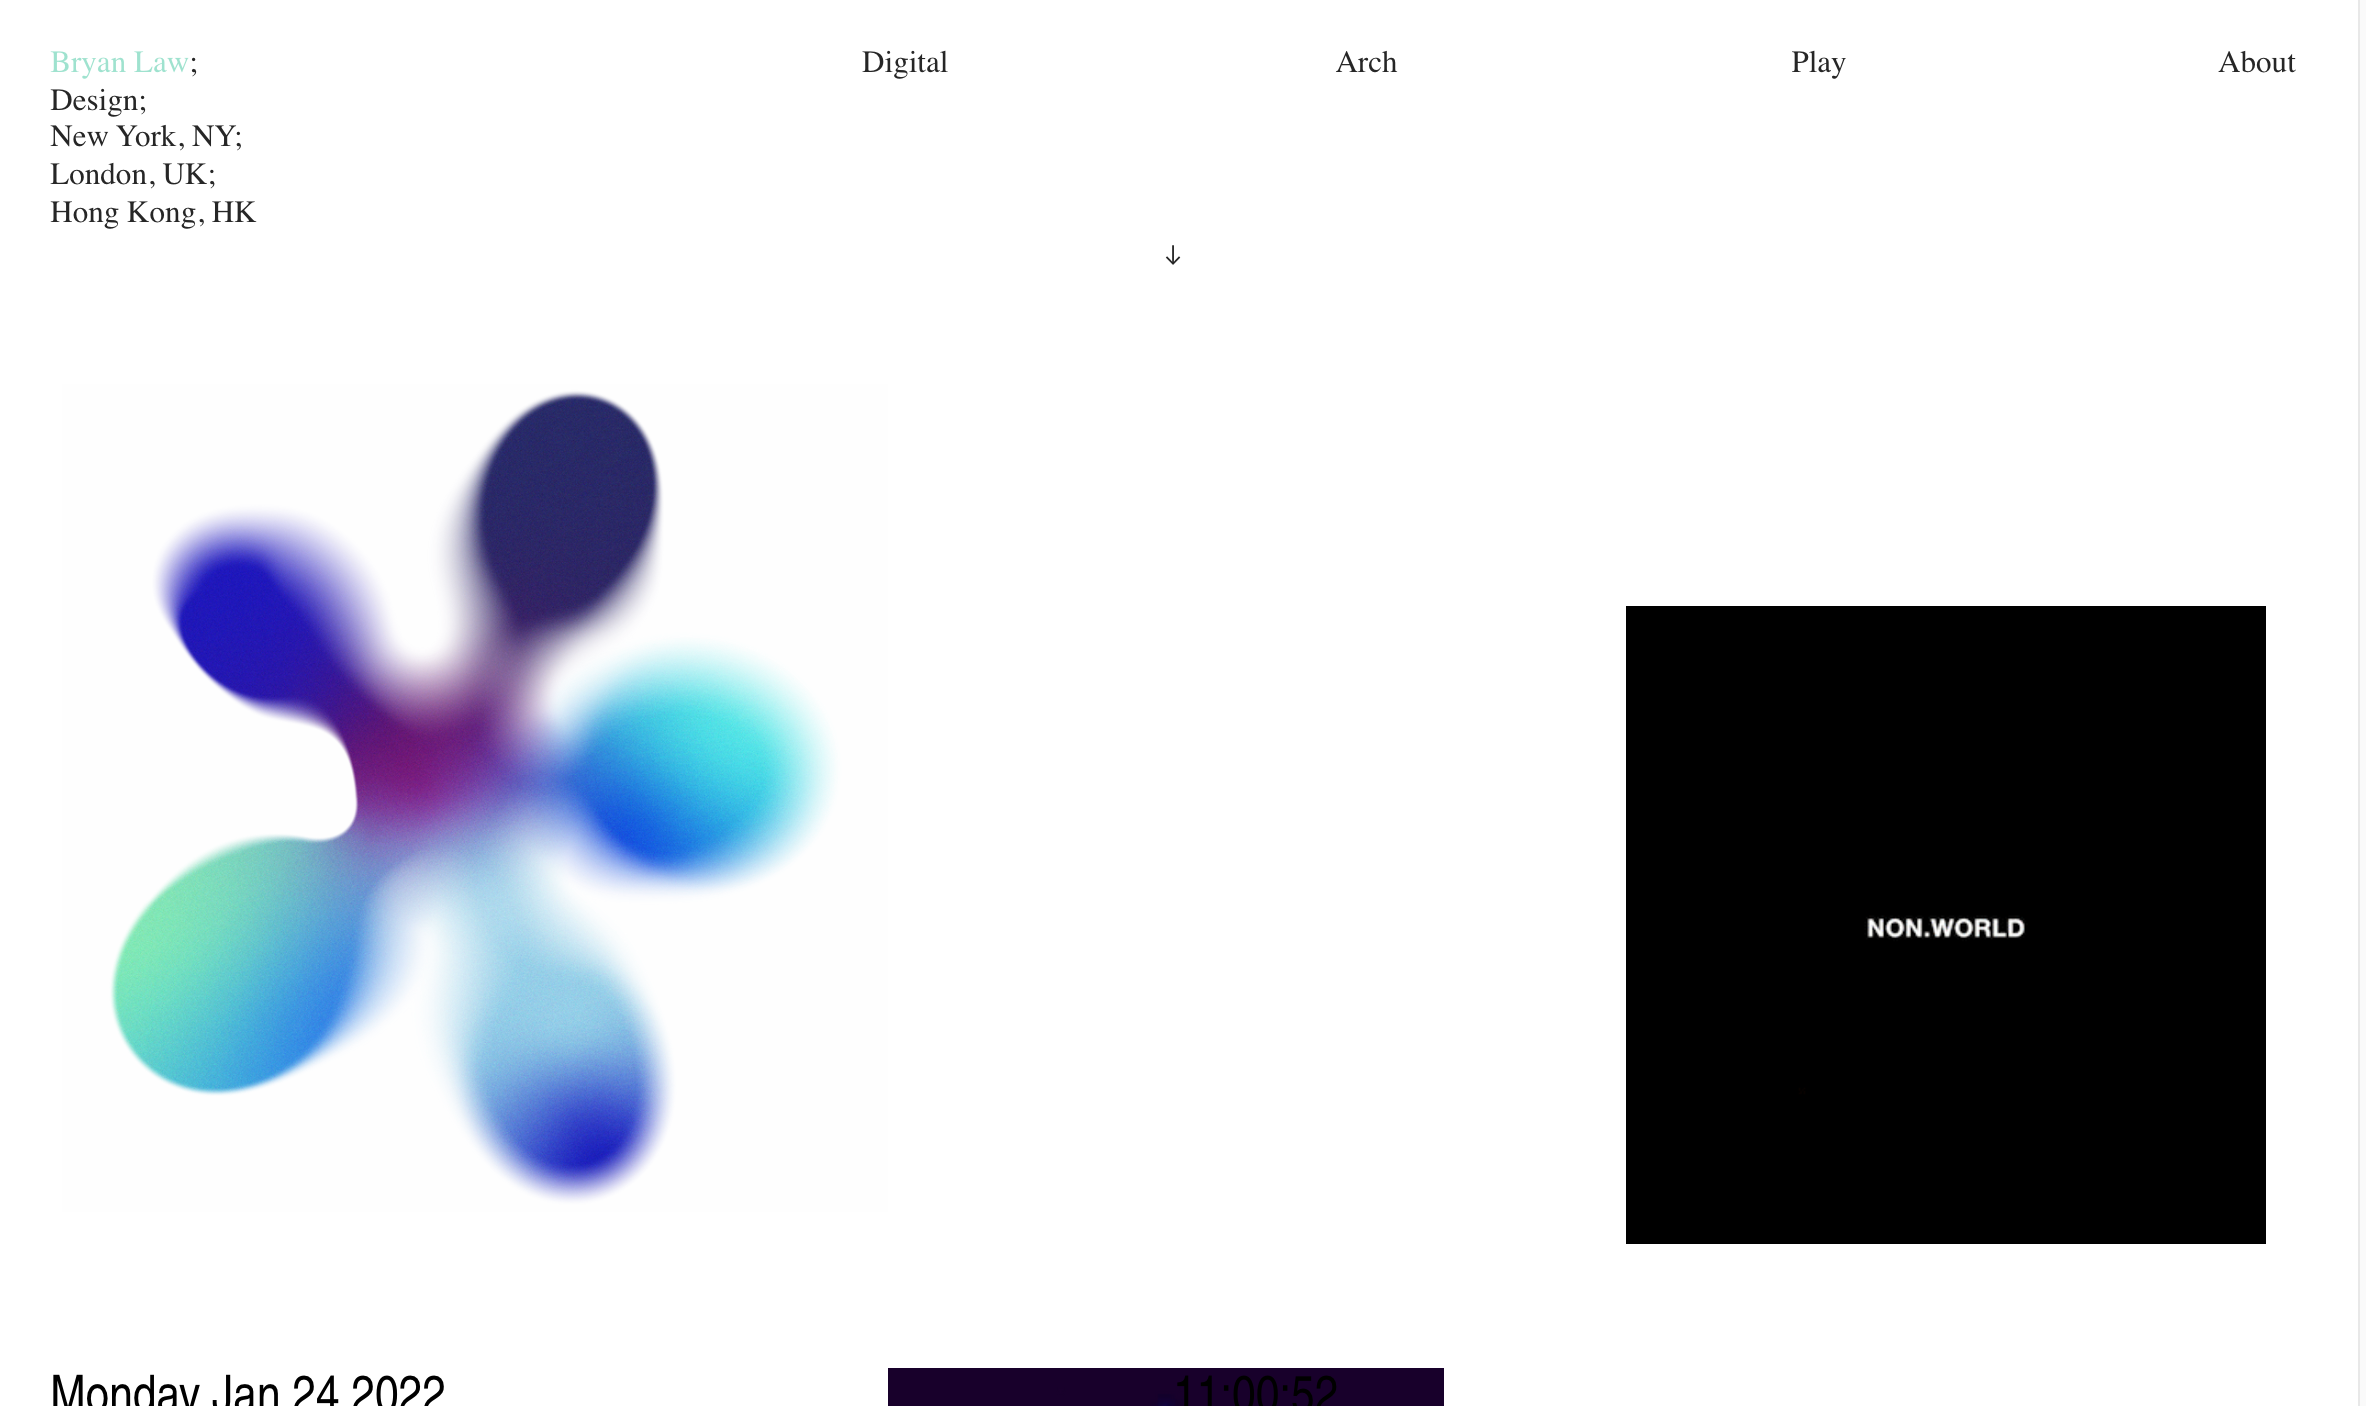 Bryan Law;
Design;
New York, NY;
London, UK;
Hong Kong, HK
Digital
Arch
Play
About
↓
NON.WORLD
Monday Jan 24 2022
11:00:52